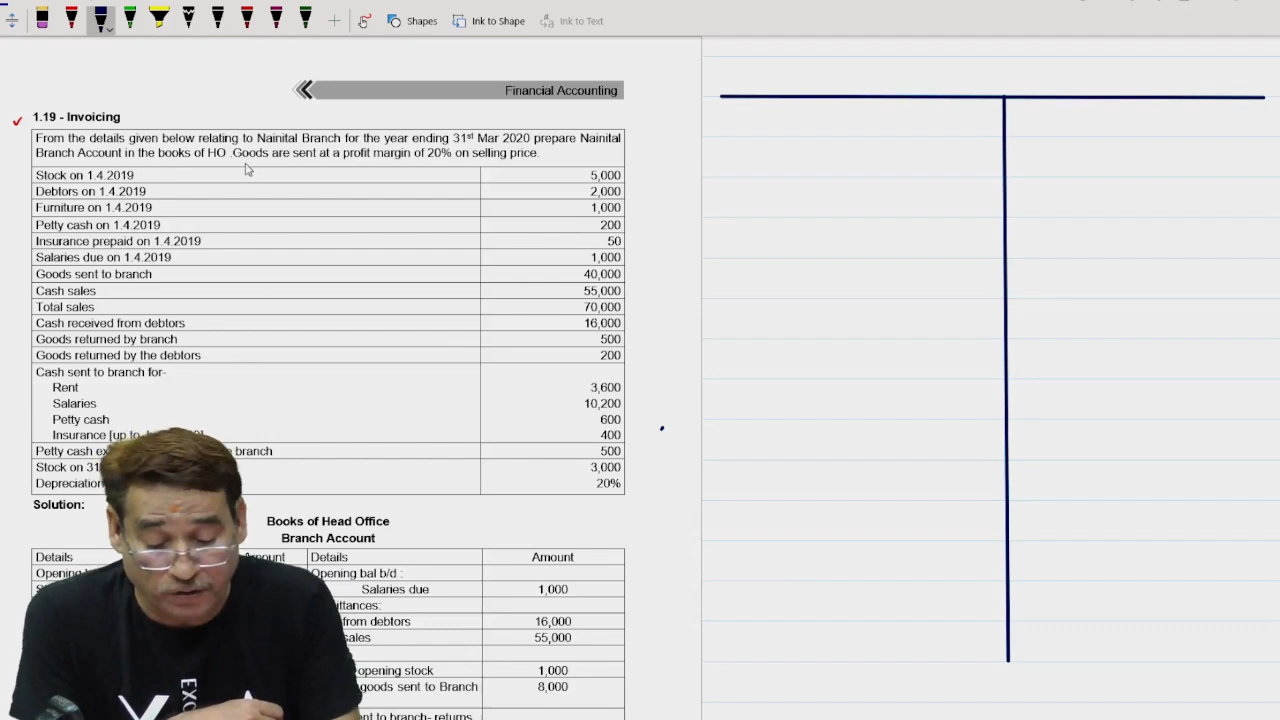 Shapes
Ink to Shape
Ink to Text
Financial Accounting
1.19 - Invoicing
From the details given below relating to Nainital Branch for the year ending 31st Mar 2020 prepare Nainital
Branch Account in the books of HO .Goods are sent at a profit margin of 20% on selling price.
Stock on 1.4.2019 5,000
Debtors on 1.4.2019 2,000
Furniture on 1.4.2019 1,000
Petty cash on 1.4.2019 200
Insurance prepaid on 1.4.2019 50
Salaries due on 1.4.2019 1,000
Goods sent to branch 40,000
Cash sales 55,000
Total sales 70,000
Cash received from debtors 16,000
Goods returned by branch 500
Goods returned by the debtors 200
Cash sent to branch for-
Rent 3,600
Salaries 10,200
Petty cash 600
Insurance [up to 400
Petty cash branch 500
Stock on 3,000
Depreciation 20%
Solution:
Books of Head Office
Branch Account
Details Amount Details Amount
Opening Opening bal b/d :
Salaries due 1,000
from debtors 16,000
sales 55,000
opening stock 1,000
goods sent to Branch 8,000
to branch- returns